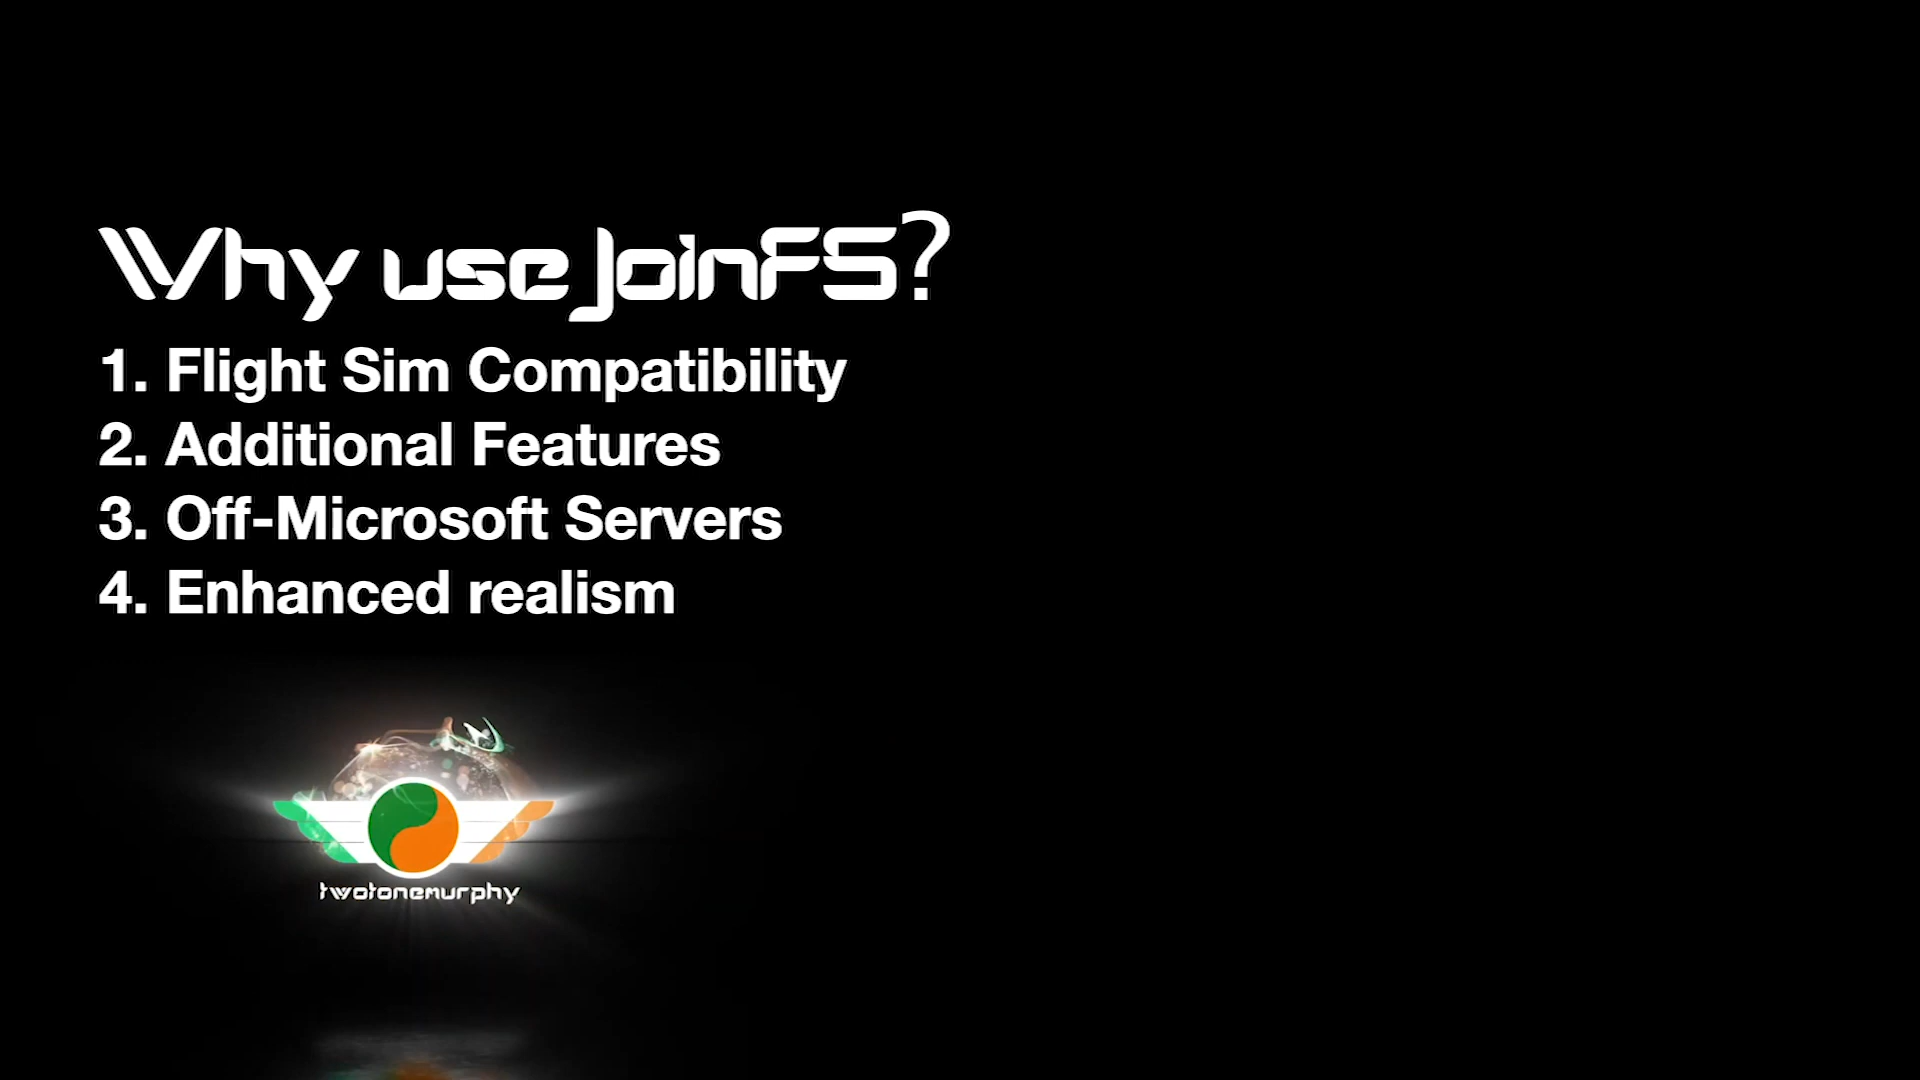 Why use JoinFS?
1. Flight Sim Compatibility
2. Additional Features
3. Off-Microsoft Servers
4. Enhanced realism
twotonemurphy